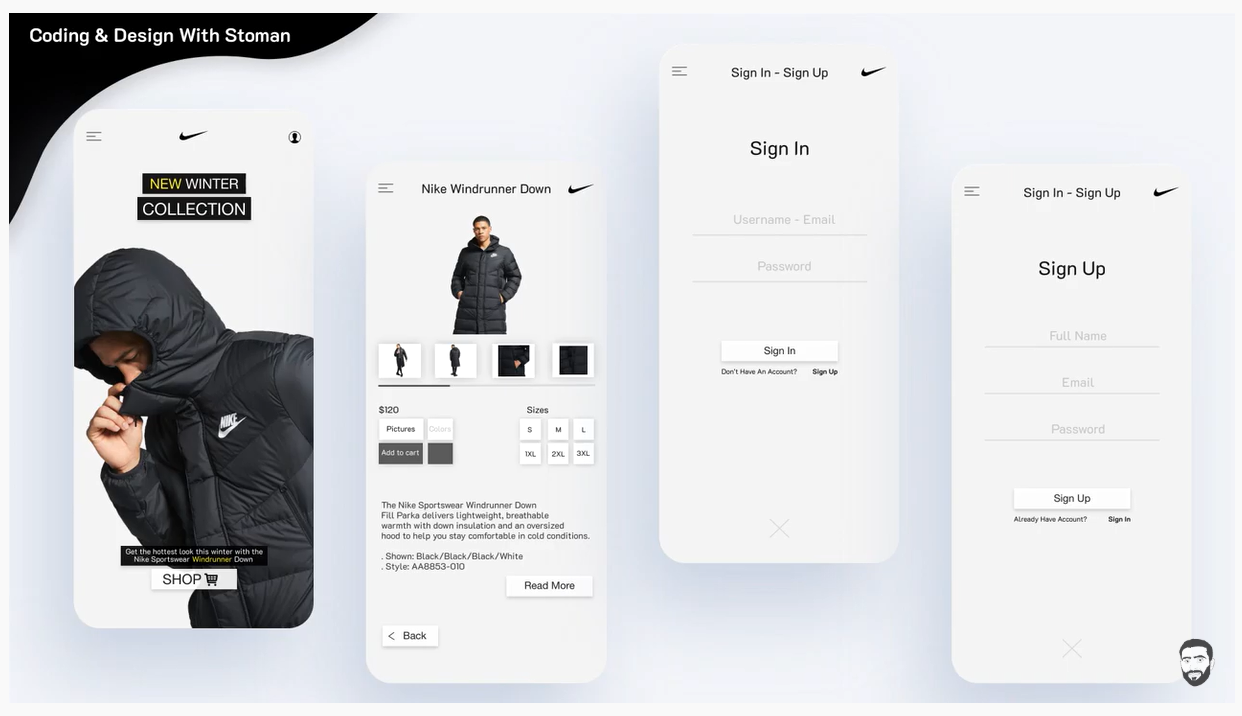 Coding & Design With Stoman
NEW WINTER
COLLECTION
NIKE
Get the hottest look this winter with the
Nike Sportswear Windrunner Down
SHOP
Nike Windrunner Down
$120
Pictures
Colors
Add to cart
Sizes
S
M
L
1XL
2XL
3XL
The Nike Sportswear Windrunner Down
Fill Parka delivers lightweight, breathable
warmth with down insulation and an oversized
hood to help you stay comfortable in cold conditions.
. Shown: Black/Black/Black/White
. Style: AA8853-010
Read More
Back
Sign In - Sign Up
Sign In
Username - Email
Password
Sign In
Don't Have An Account? Sign Up
Sign In - Sign Up
Sign Up
Full Name
Email
Password
Sign Up
Already Have Account? Sign In